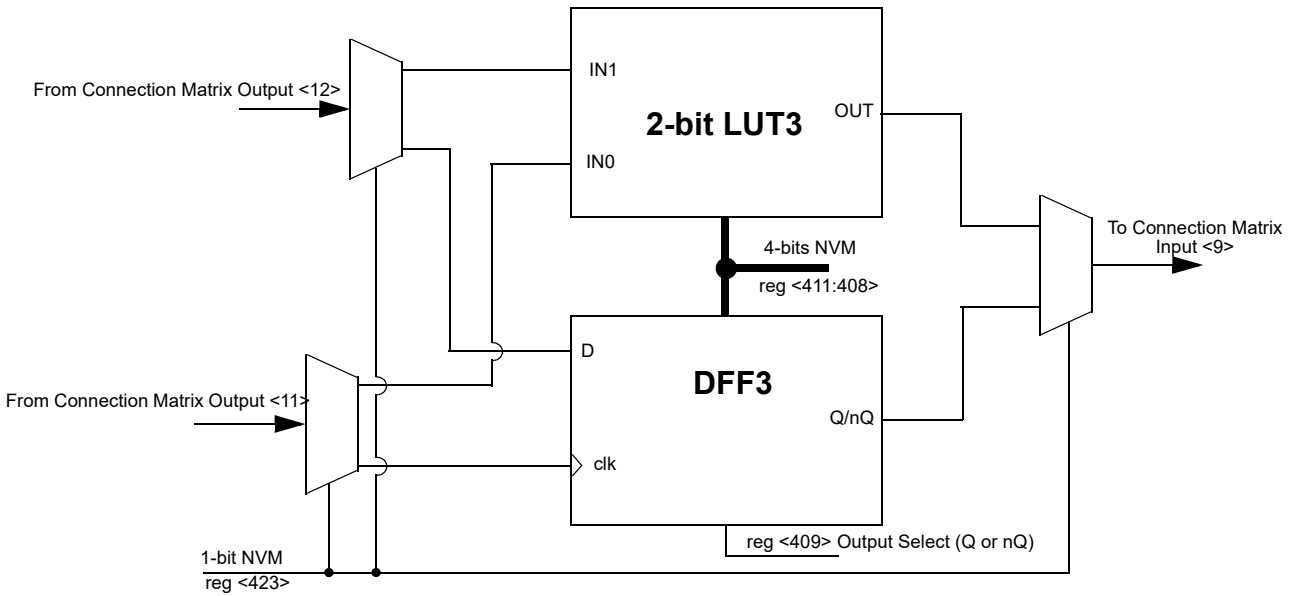 From Connection Matrix Output <12>
IN1
IN0
2-bit LUT3
OUT
To Connection Matrix
Input <9>
4-bits NVM
reg <411:408>
From Connection Matrix Output <11>
D
DFF3
Q/nQ
clk
reg <409> Output Select (Q or nQ)
1-bit NVM
reg <423>